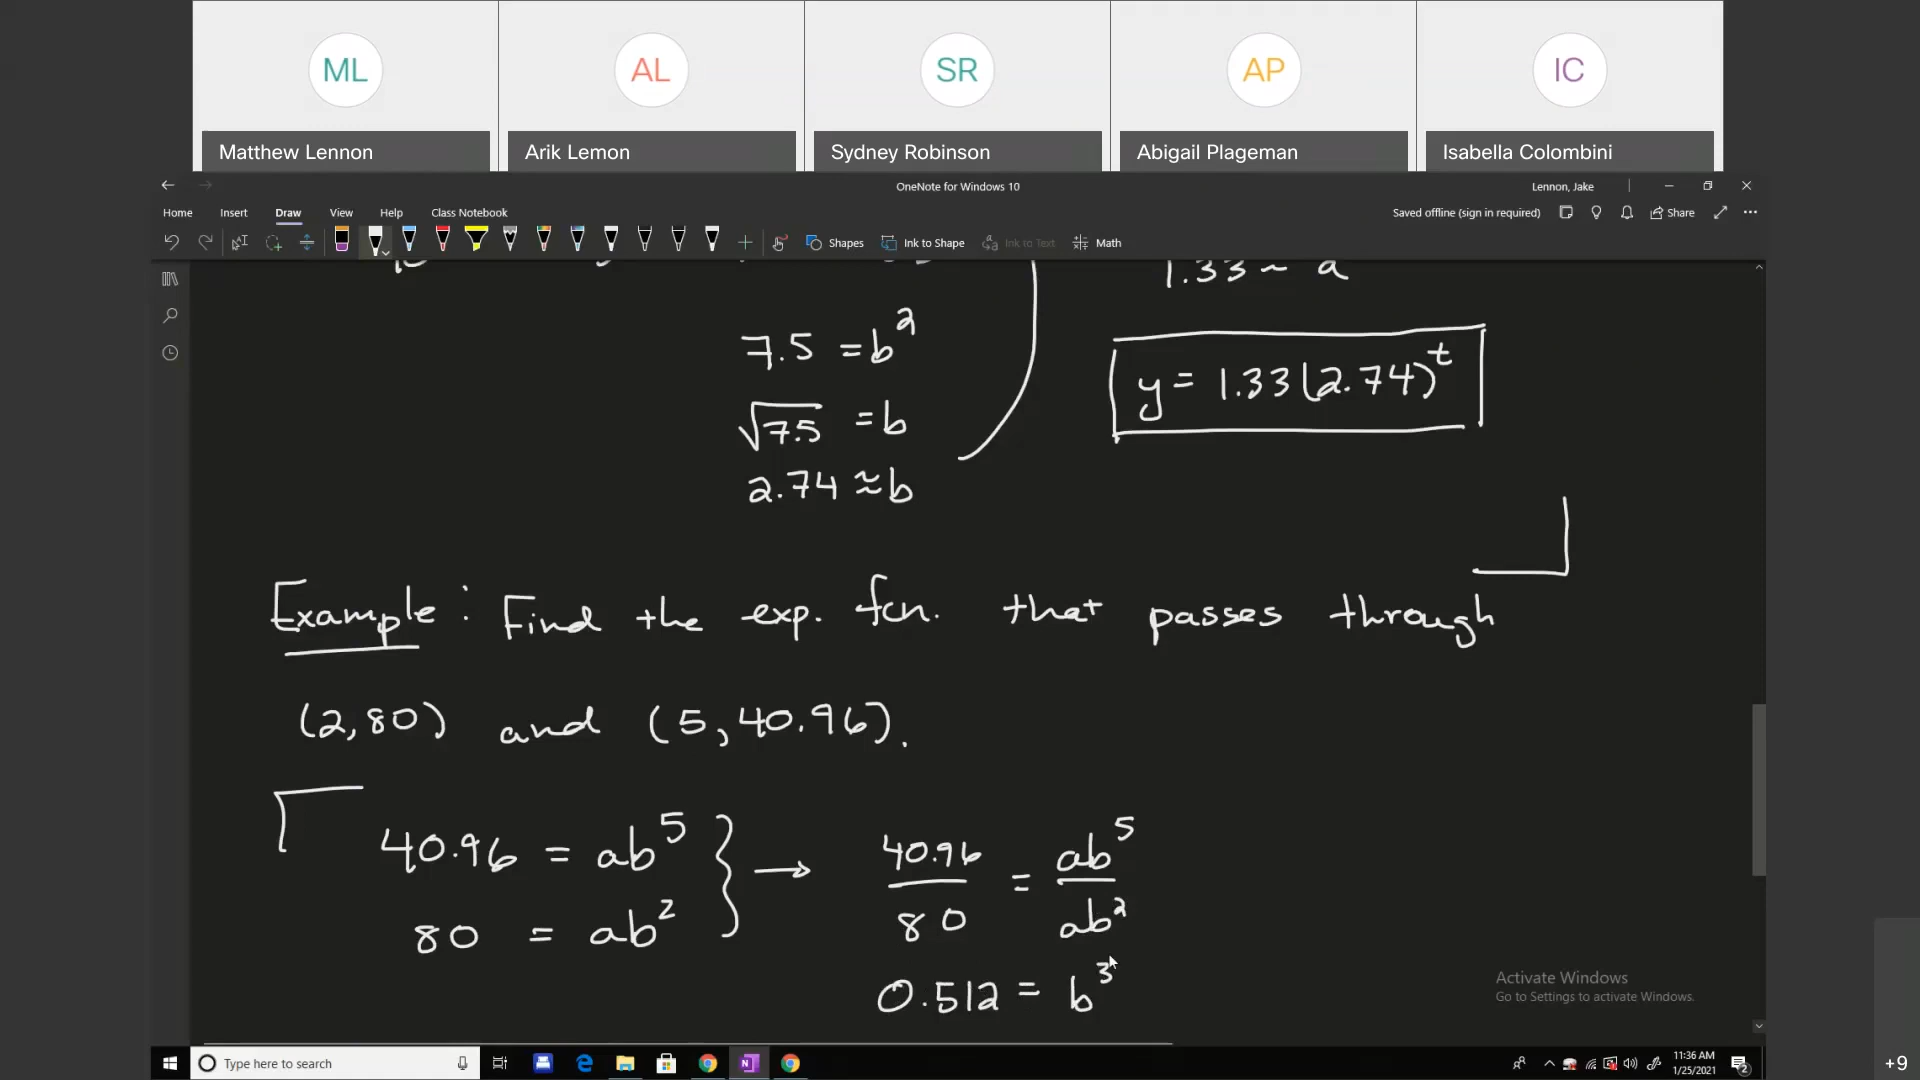 ML AL SR AP IC
Matthew Lennon Arik Lemon Sydney Robinson Abigail Plageman Isabella Colombini
OneNote for Windows 10 Lennon, Jake
Home Insert Draw View Help Class Notebook Saved offline (sign in required) Share
Shapes Ink to Shape Ink to Text Math
1.33 ~ a
7.5 = b²
y = 1.33(2.74)^t
√7.5 = b
2.74 ≈ b
Example: Find the exp. fcn. that passes through
(2,80) and (5,40.96).
40.96 = ab⁵ } → 40.96/80 = ab⁵/ab²
80 = ab²
0.512 = b³
Activate Windows
Go to Settings to activate Windows.
Type here to search
11:36 AM
1/25/2021
2
+9